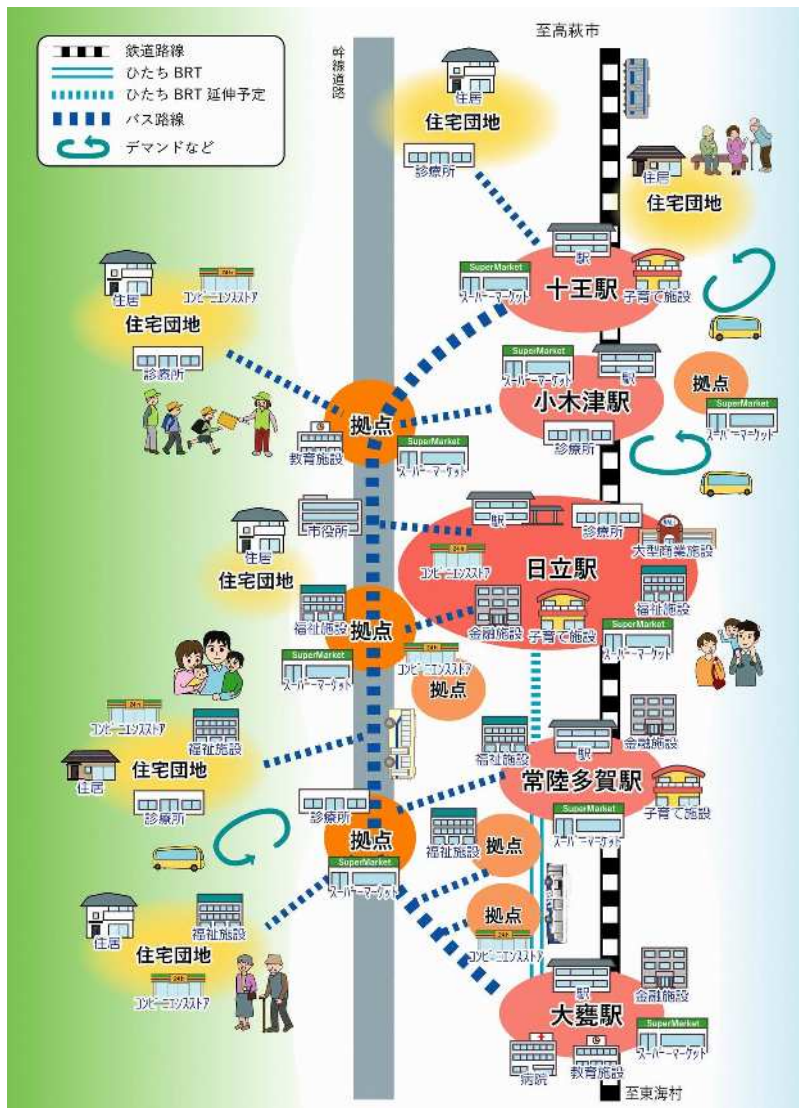 鉄道路線
ひたち BRT
ひたち BRT 延伸予定
バス路線
デマンドなど
幹線道路
至高萩市
住居
住宅団地
診療所
住居
住宅団地
駅
SuperMarket
スーパーマーケット
十王駅
子育て施設
住居
24H
コンビニエンスストア
住宅団地
診療所
SuperMarket
スーパーマーケット
駅
小木津駅
診療所
拠点
SuperMarket
スーパーマーケット
拠点
教育施設
SuperMarket
スーパーマーケット
市役所
住居
住宅団地
駅
診療所
大型商業施設
24H
コンビニエンスストア
日立駅
福祉施設
金融施設
子育て施設
SuperMarket
スーパーマーケット
福祉施設
拠点
SuperMarket
スーパーマーケット
24H
コンビニエンスストア
拠点
24H
コンビニエンスストア
福祉施設
住宅団地
住居
診療所
福祉施設
駅
金融施設
常陸多賀駅
子育て施設
SuperMarket
スーパーマーケット
診療所
拠点
SuperMarket
スーパーマーケット
福祉施設
拠点
拠点
24H
コンビニエンスストア
住居
福祉施設
住宅団地
24H
コンビニエンスストア
駅
金融施設
大甕駅
SuperMarket
スーパーマーケット
病院
教育施設
至東海村